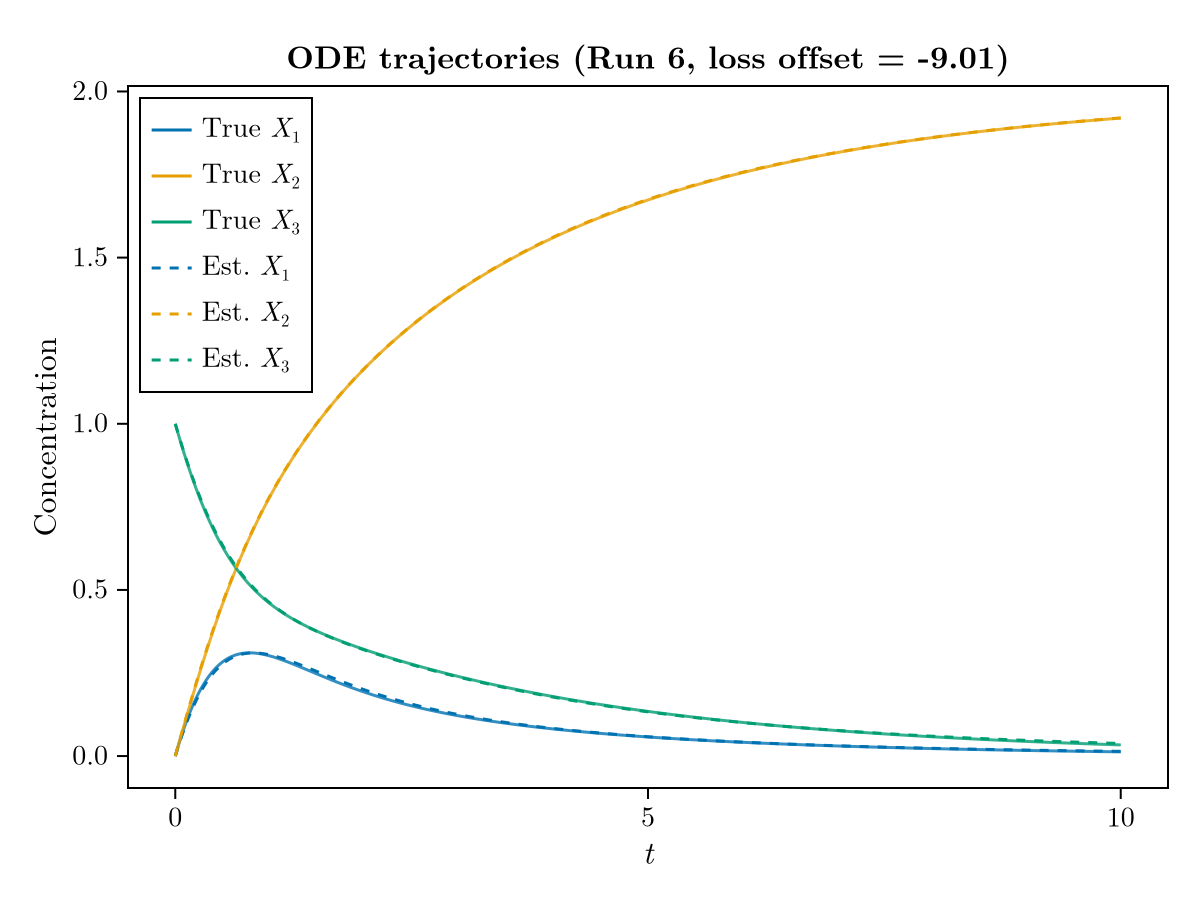 ODE trajectories (Run 6, loss offset = -9.01)
2.0
1.5
1.0
0.5
0.0
Concentration
True X₁
True X₂
True X₃
Est. X₁
Est. X₂
Est. X₃
0 5 10
t